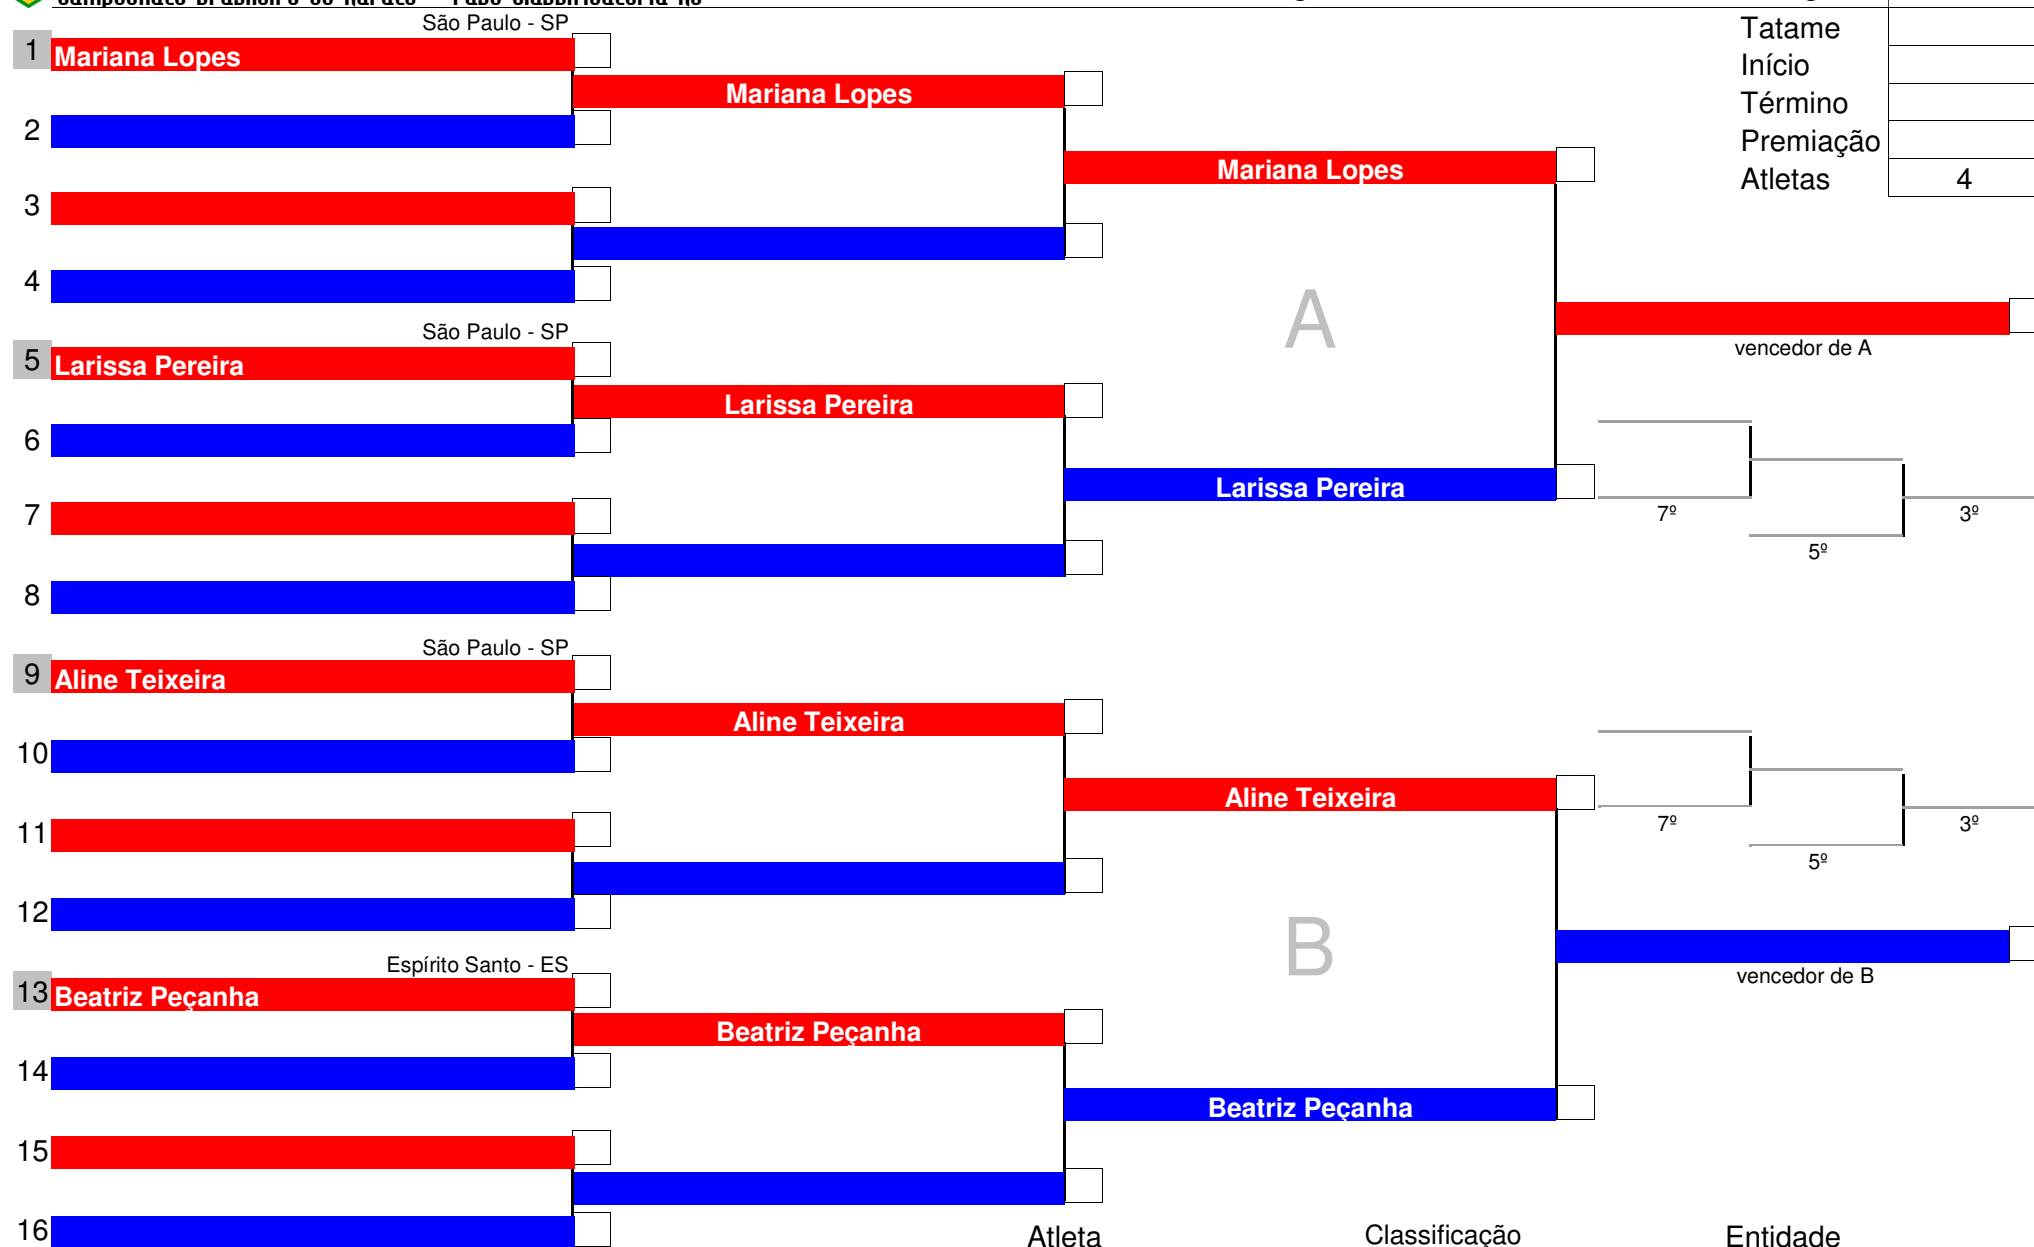 São Paulo - SP
1 Mariana Lopes
Mariana Lopes
2
Mariana Lopes
3
4
A
São Paulo - SP
5 Larissa Pereira
Larissa Pereira
6
Larissa Pereira
7
8
São Paulo - SP
9 Aline Teixeira
Aline Teixeira
10
Aline Teixeira
11
12
B
Espírito Santo - ES
13 Beatriz Peçanha
Beatriz Peçanha
14
Beatriz Peçanha
15
16
Tatame
Início
Término
Premiação
Atletas 4
vencedor de A
7º
3º
5º
7º
3º
5º
vencedor de B
Atleta Classificação Entidade